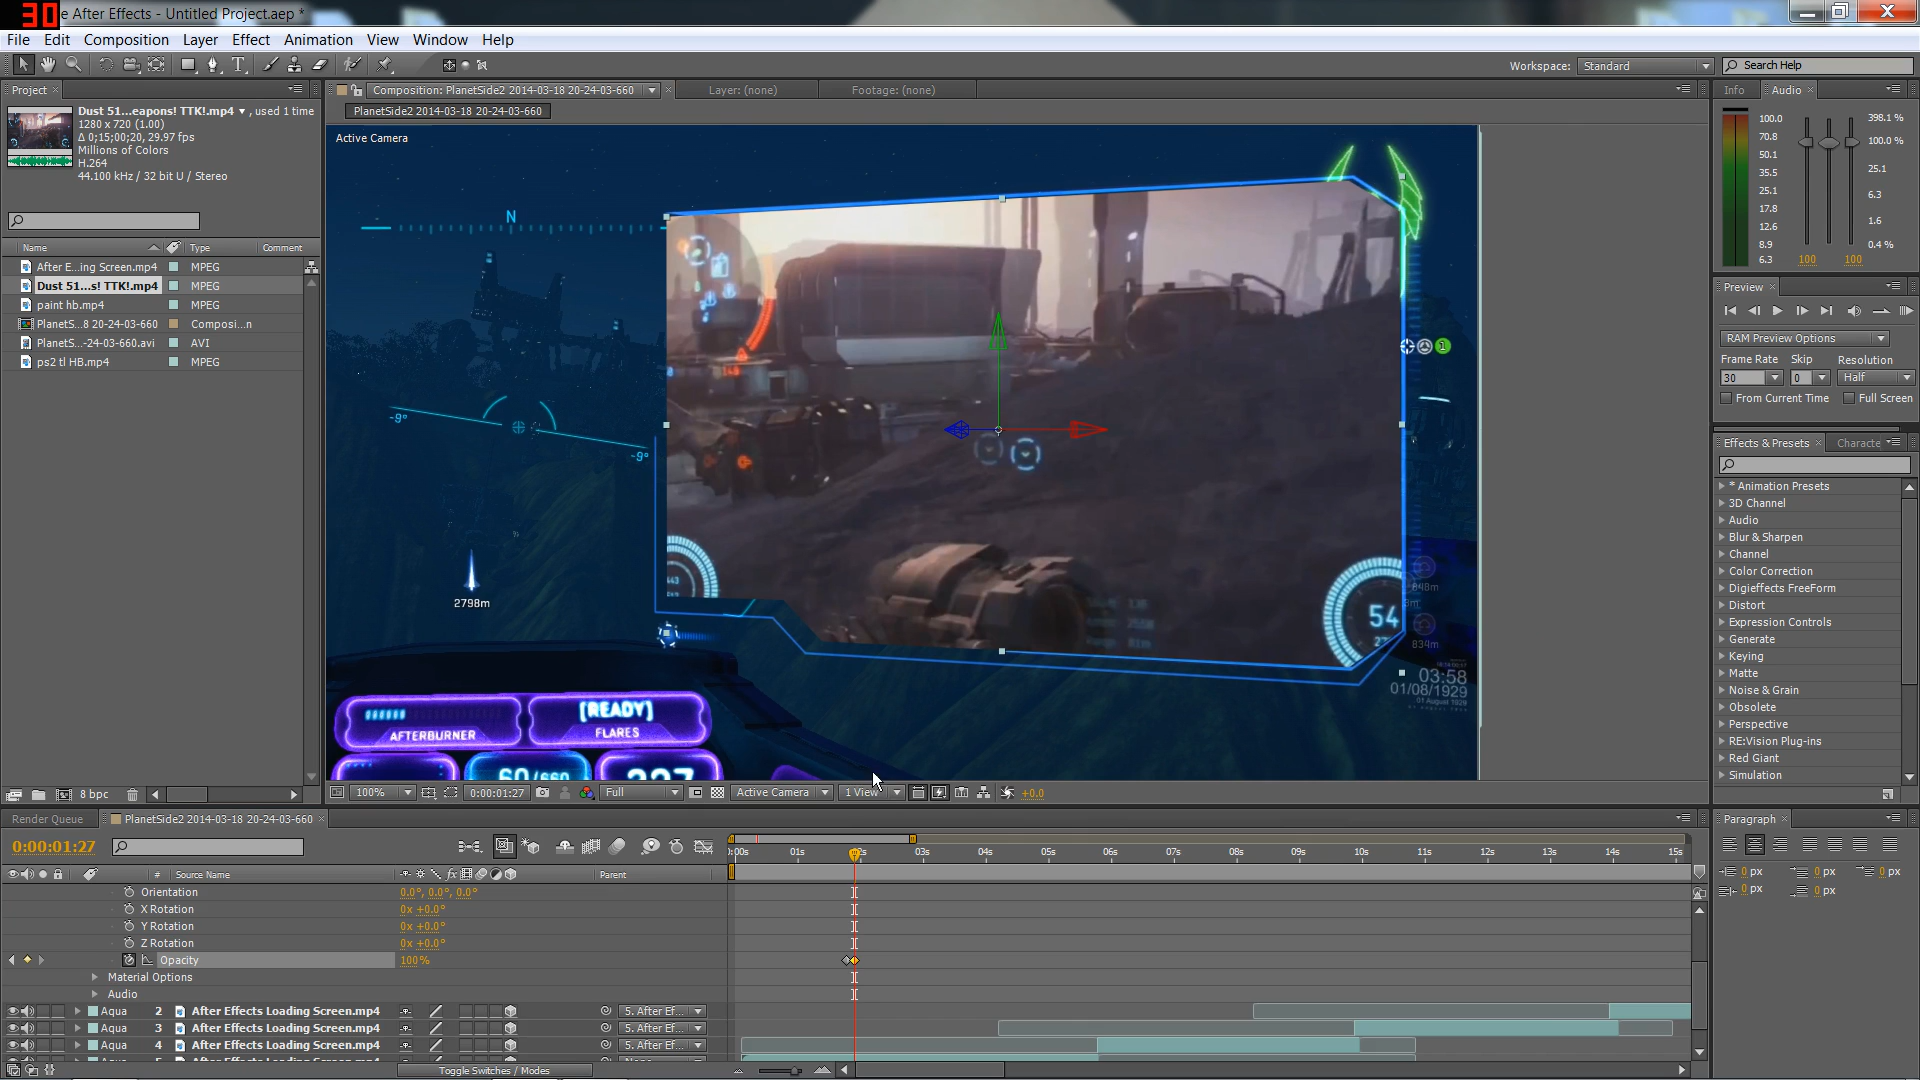 30
e After Effects - Untitled Project.aep *
File Edit Composition Layer Effect Animation View Window Help
Workspace: Standard
Search Help
Project
Dust 51...eapons! TTK!.mp4 , used 1 time
1280 x 720 (1.00)
Δ 0;15;00;20, 29.97 fps
Millions of Colors
H.264
44.100 kHz / 32 bit U / Stereo
Name Type Comment
After E...ing Screen.mp4 MPEG
Dust 51...s! TTK!.mp4 MPEG
paint hb.mp4 MPEG
PlanetS...8 20-24-03-660 Composi...n
PlanetS...-24-03-660.avi AVI
ps2 tl HB.mp4 MPEG
8 bpc
Composition: PlanetSide2 2014-03-18 20-24-03-660
Layer: (none)
Footage: (none)
PlanetSide2 2014-03-18 20-24-03-660
Active Camera
N
-9°
-9°
2798m
[READY]
AFTERBURNER
FLARES
60/660
337
1
54
834m
03:58
01/08/1929
01 August 1929
100%
0:00:01:27
Full
Active Camera
1 View
+0.0
Info Audio
100.0
70.8
50.1
35.5
25.1
17.8
12.6
8.9
6.3
398.1 %
100.0 %
25.1
6.3
1.6
0.4 %
100 100
Preview
RAM Preview Options
Frame Rate Skip Resolution
30 0 Half
From Current Time Full Screen
Effects & Presets Characte
* Animation Presets
3D Channel
Audio
Blur & Sharpen
Channel
Color Correction
Digieffects FreeForm
Distort
Expression Controls
Generate
Keying
Matte
Noise & Grain
Obsolete
Perspective
RE:Vision Plug-ins
Red Giant
Simulation
Render Queue
PlanetSide2 2014-03-18 20-24-03-660
0:00:01:27
# Source Name Parent
:00s 01s 2s 03s 04s 05s 06s 07s 08s 09s 10s 11s 12s 13s 14s 15s
Orientation 0.0°, 0.0°, 0.0°
X Rotation 0x +0.0°
Y Rotation 0x +0.0°
Z Rotation 0x +0.0°
Opacity 100%
Material Options
Audio
Aqua 2 After Effects Loading Screen.mp4 5. After Ef...
Aqua 3 After Effects Loading Screen.mp4 5. After Ef...
Aqua 4 After Effects Loading Screen.mp4 5. After Ef...
Toggle Switches / Modes
Paragraph
0 px 0 px 0 px
0 px 0 px